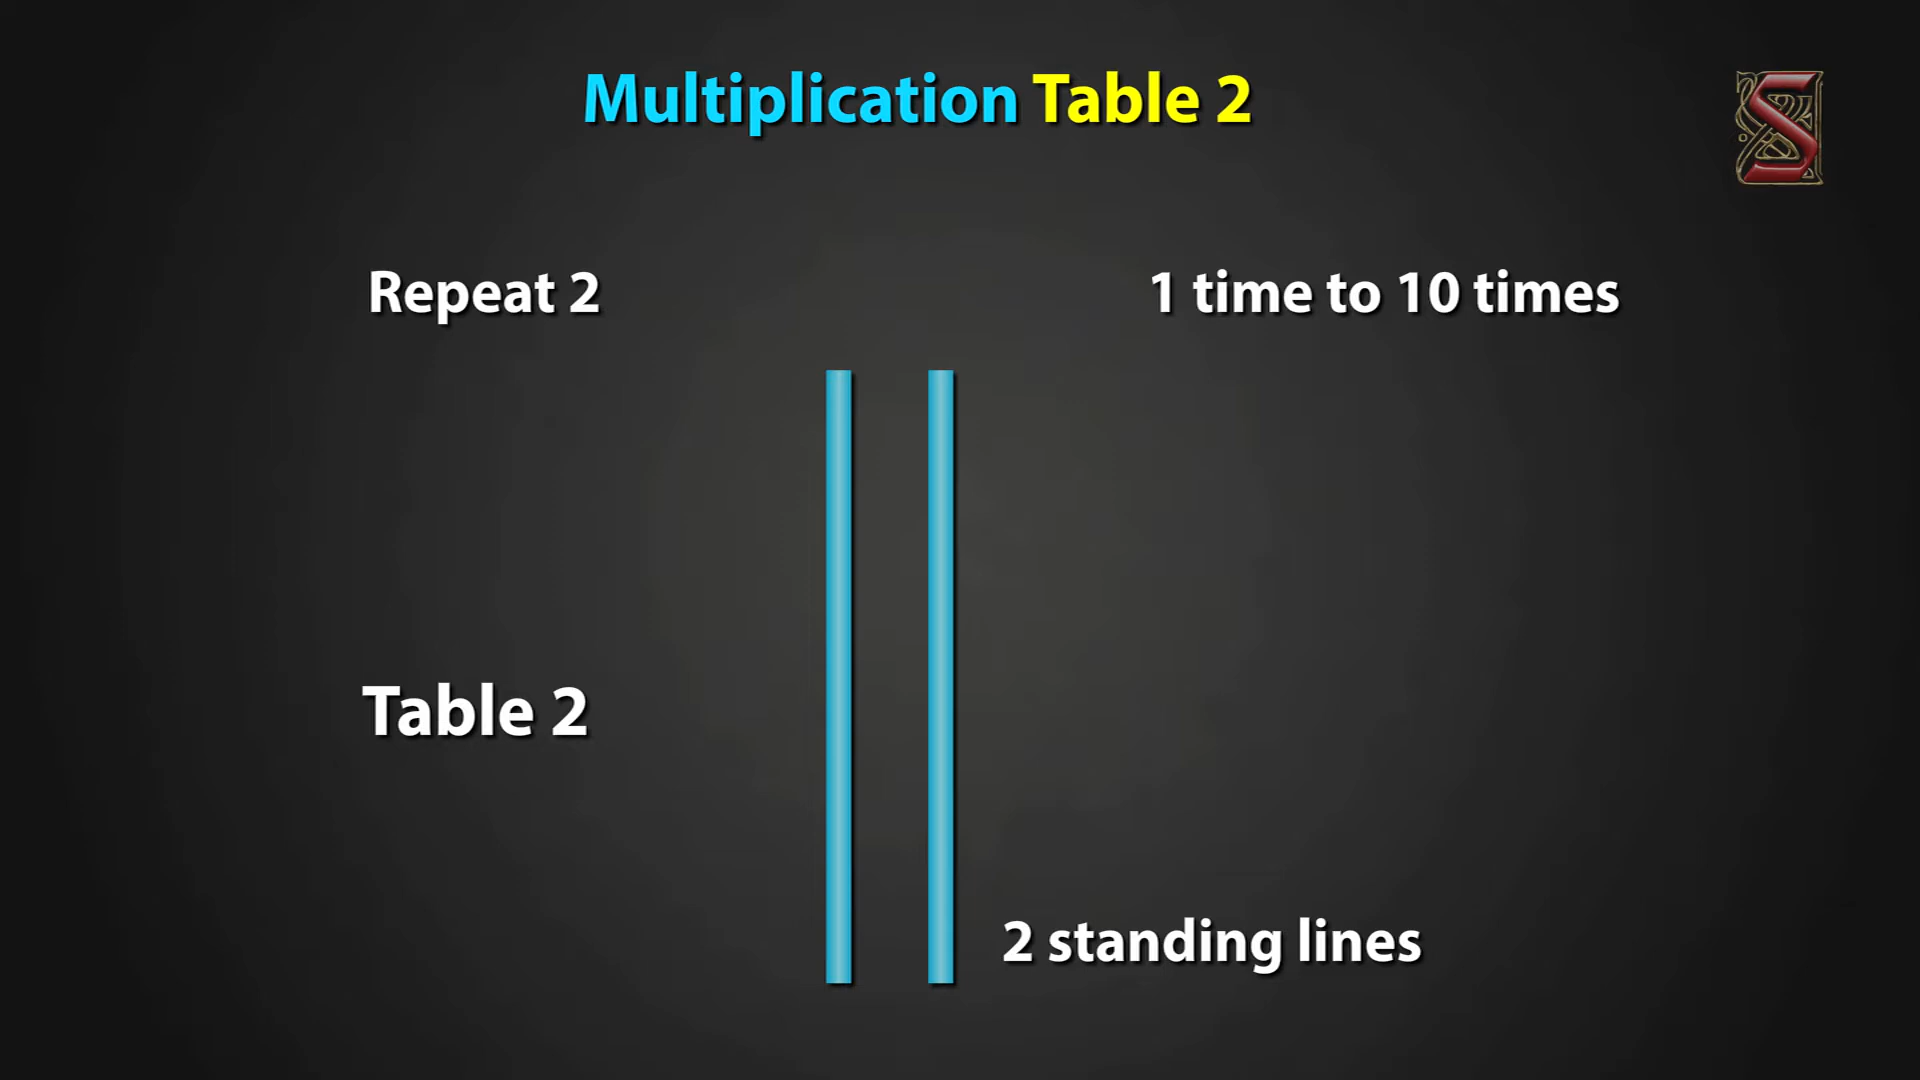 Multiplication Table 2
Repeat 2
1 time to 10 times
Table 2
2 standing lines